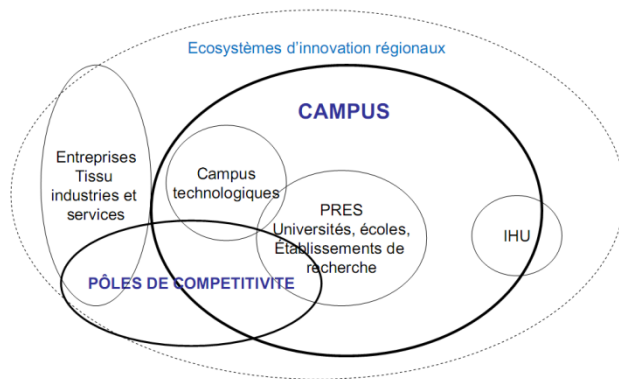 Ecosystèmes d'innovation régionaux
CAMPUS
Entreprises
Tissu
industries et
services
Campus
technologiques
PRES
Universités, écoles,
Établissements de
recherche
IHU
PÔLES DE COMPETITIVITE